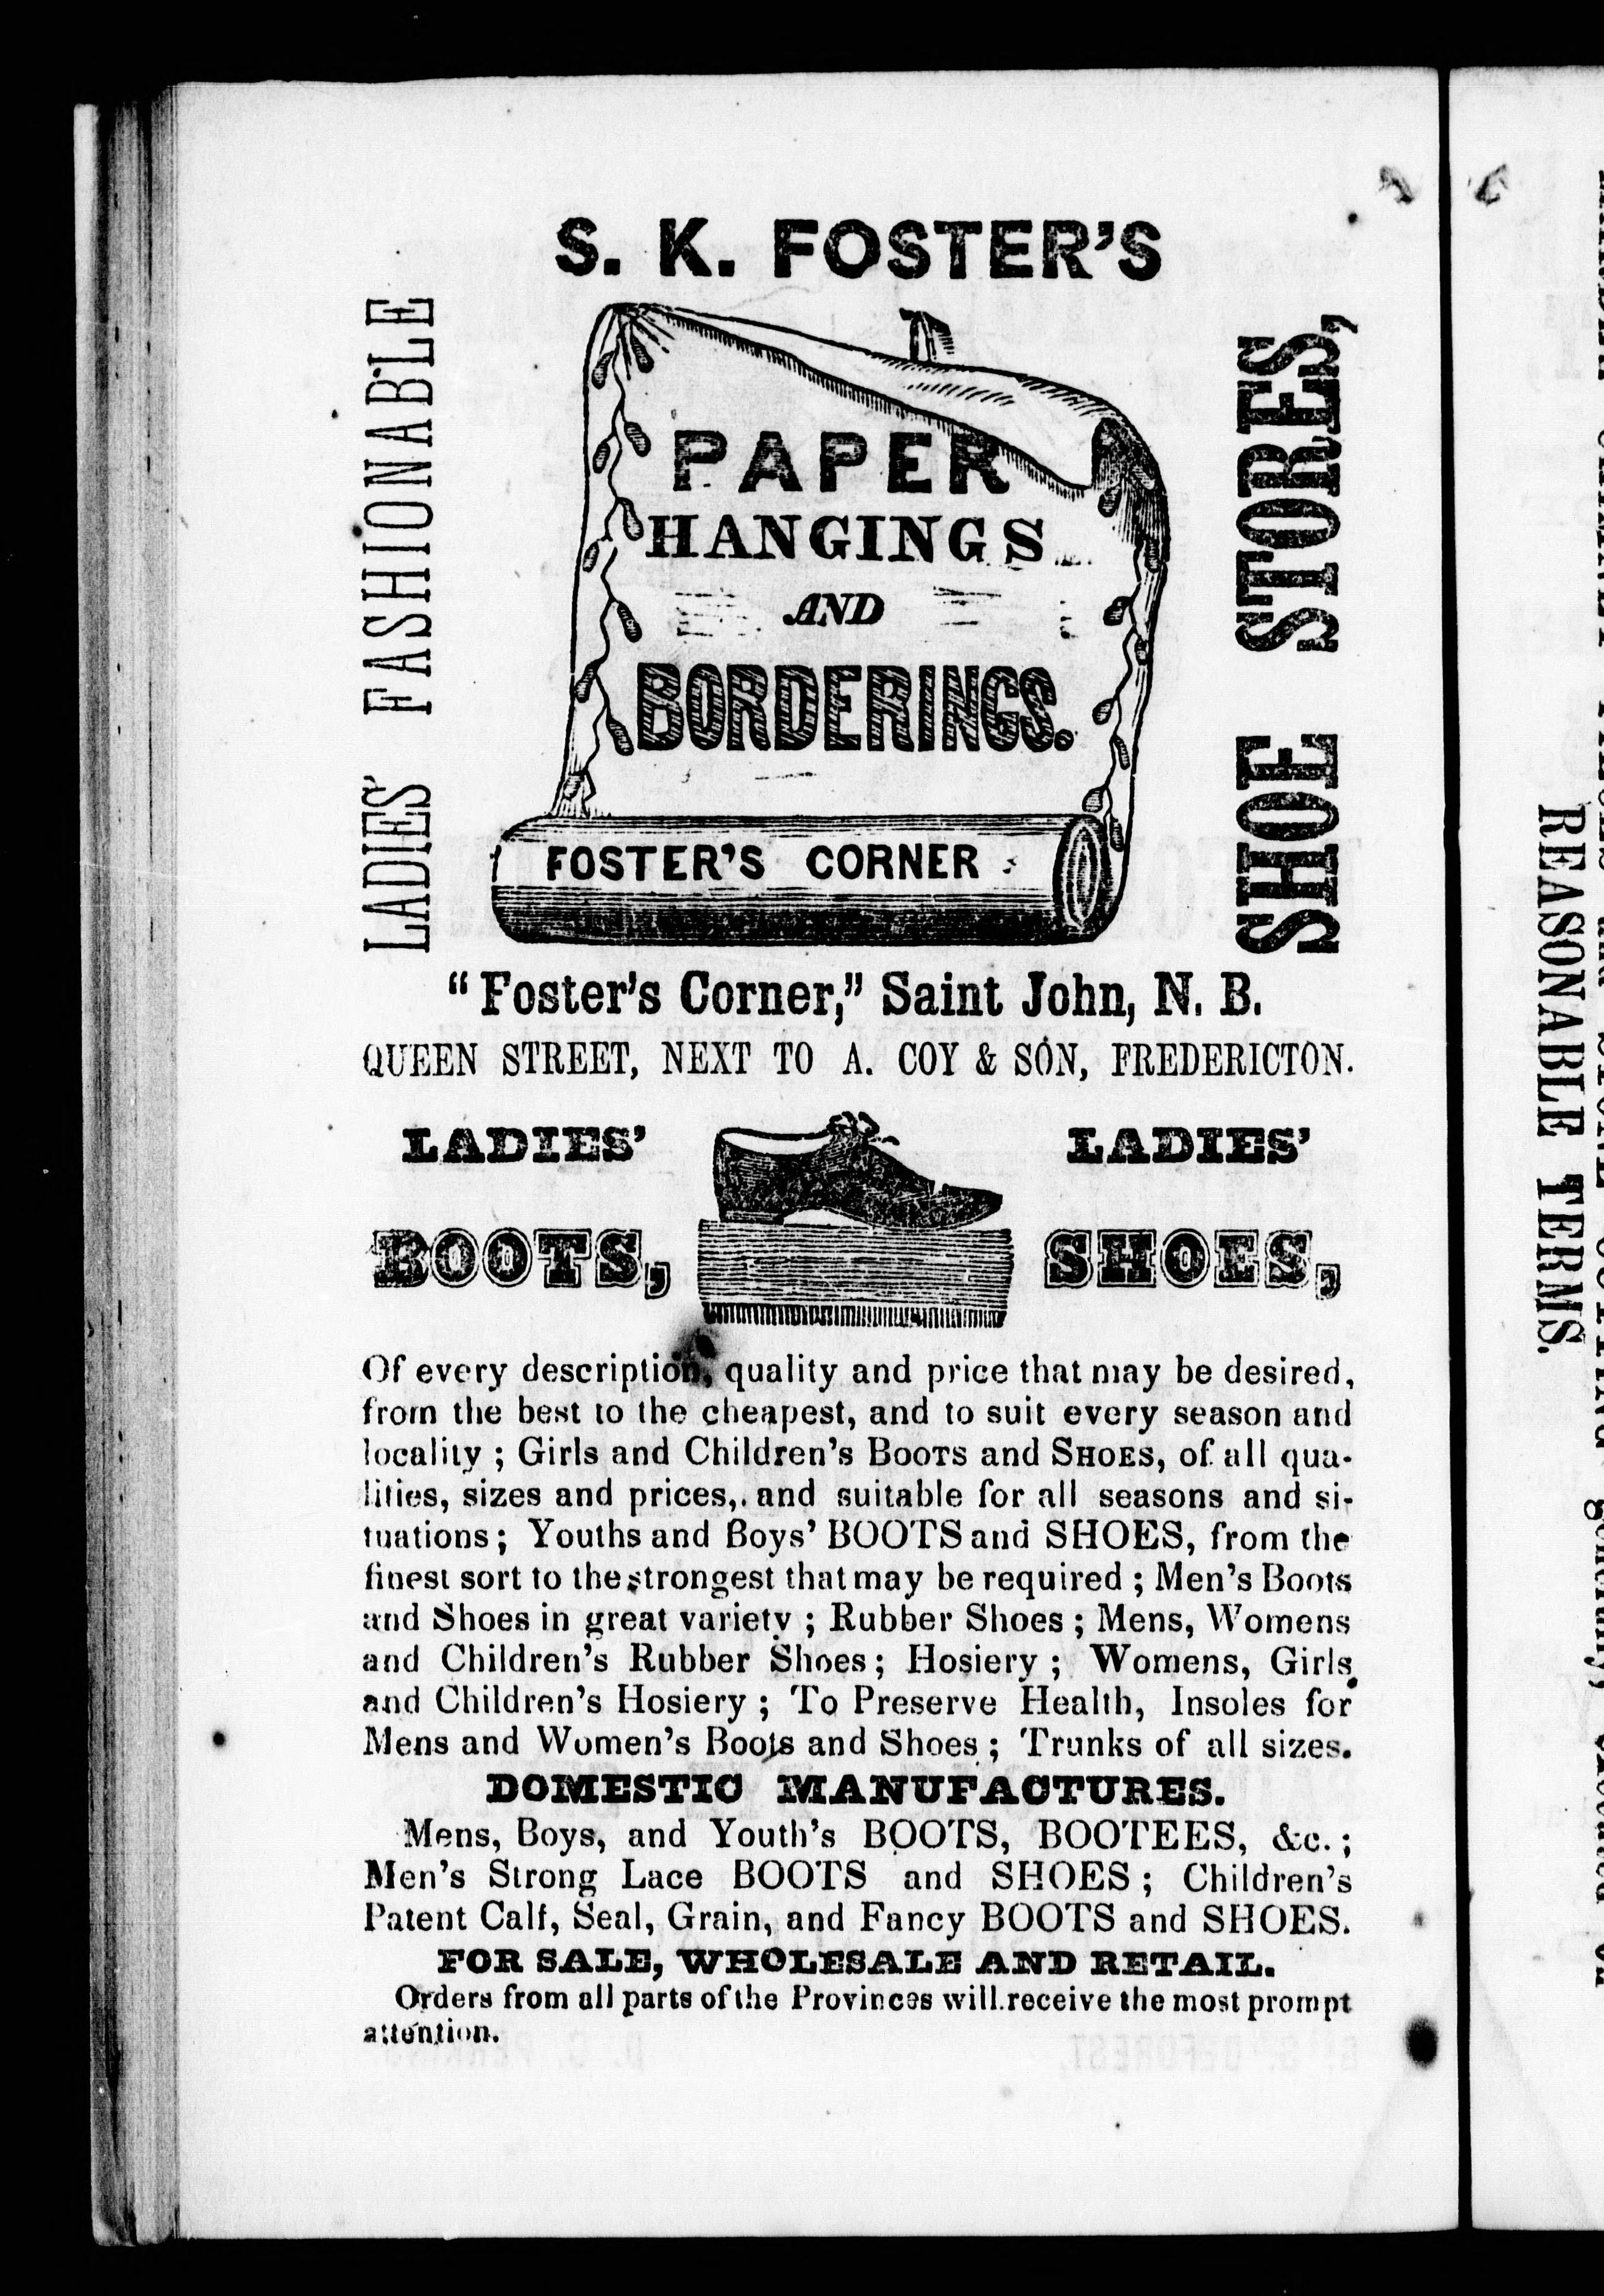 S. K. FOSTER'S
LADIES' FASHIONABLE
PAPER
HANGINGS
AND
BORDERINGS.
FOSTER'S CORNER
SHOE STORES,
"Foster's Corner," Saint John, N. B.
QUEEN STREET, NEXT TO A. COY & SON, FREDERICTON.
LADIES' LADIES'
BOOTS, SHOES,
Of every description, quality and price that may be desired,
from the best to the cheapest, and to suit every season and
locality ; Girls and Children's BOOTS and SHOES, of all qua-
lities, sizes and prices, and suitable for all seasons and si-
tuations ; Youths and Boys' BOOTS and SHOES, from the
finest sort to the strongest that may be required ; Men's Boots
and Shoes in great variety ; Rubber Shoes ; Mens, Womens
and Children's Rubber Shoes ; Hosiery ; Womens, Girls
and Children's Hosiery ; To Preserve Health, Insoles for
Mens and Women's Boots and Shoes ; Trunks of all sizes.
DOMESTIC MANUFACTURES.
Mens, Boys, and Youth's BOOTS, BOOTEES, &c. ;
Men's Strong Lace BOOTS and SHOES ; Children's
Patent Calf, Seal, Grain, and Fancy BOOTS and SHOES.
FOR SALE, WHOLESALE AND RETAIL.
Orders from all parts of the Provinces will receive the most prompt
attention.
REASONABLE TERMS.